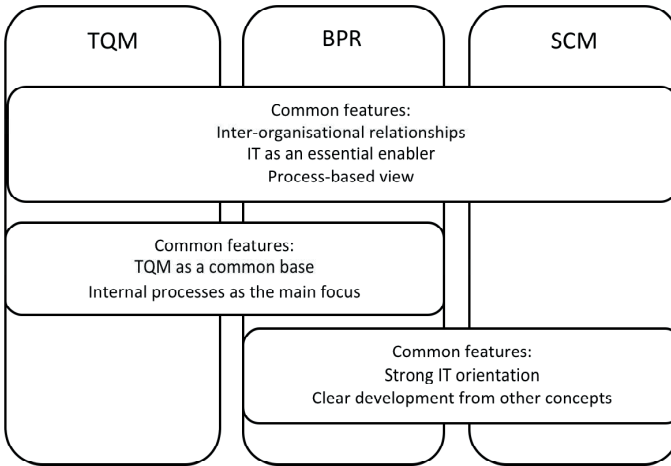 TQM
BPR
SCM
Common features:
Inter-organisational relationships
IT as an essential enabler
Process-based view
Common features:
TQM as a common base
Internal processes as the main focus
Common features:
Strong IT orientation
Clear development from other concepts